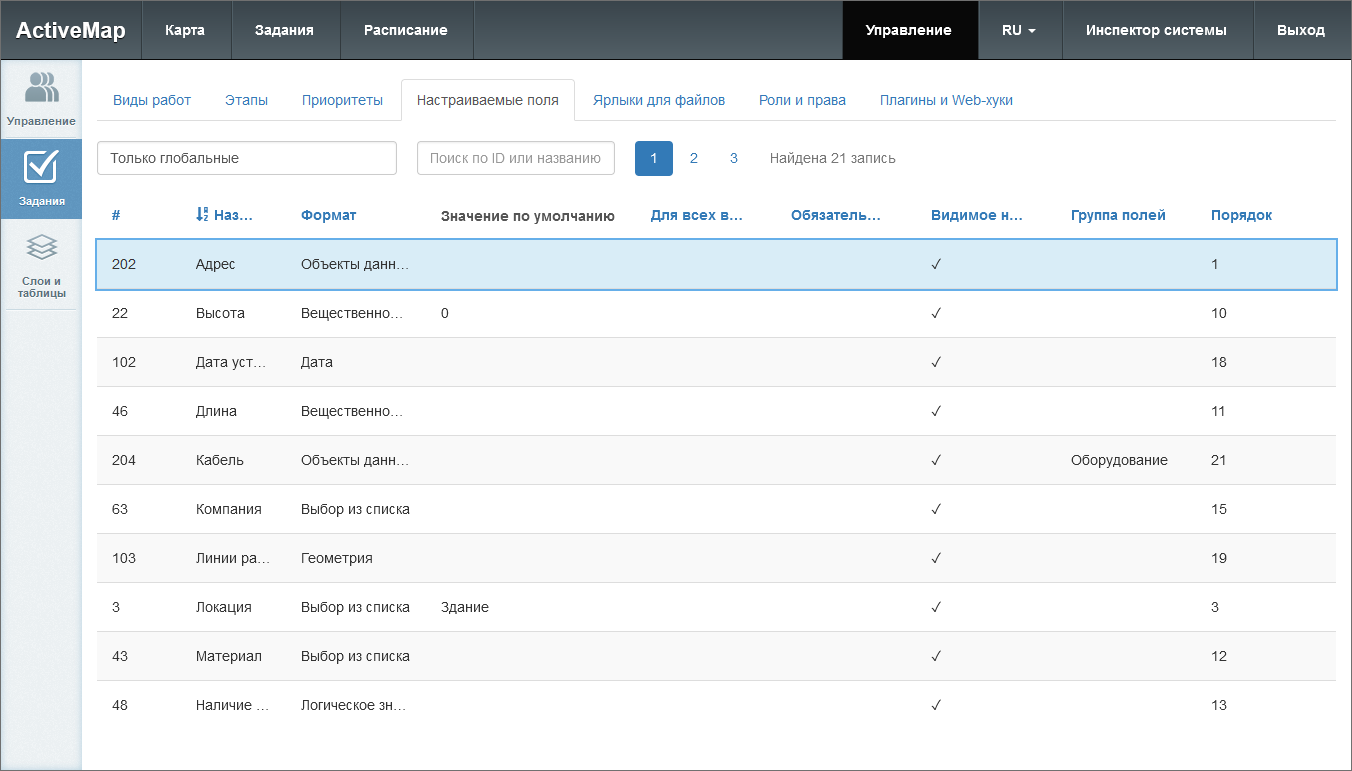 ActiveMap Карта Задания Расписание Управление RU Инспектор системы Выход
Управление
Задания
Слои и
таблицы
Виды работ Этапы Приоритеты Настраиваемые поля Ярлыки для файлов Роли и права Плагины и Web-хуки
Только глобальные Поиск по ID или названию 1 2 3 Найдена 21 запись
# Наз... Формат Значение по умолчанию Для всех в... Обязатель... Видимое н... Группа полей Порядок
202 Адрес Объекты данн... ✓ 1
22 Высота Вещественно... 0 ✓ 10
102 Дата уст... Дата ✓ 18
46 Длина Вещественно... ✓ 11
204 Кабель Объекты данн... ✓ Оборудование 21
63 Компания Выбор из списка ✓ 15
103 Линии ра... Геометрия ✓ 19
3 Локация Выбор из списка Здание ✓ 3
43 Материал Выбор из списка ✓ 12
48 Наличие ... Логическое зн... ✓ 13